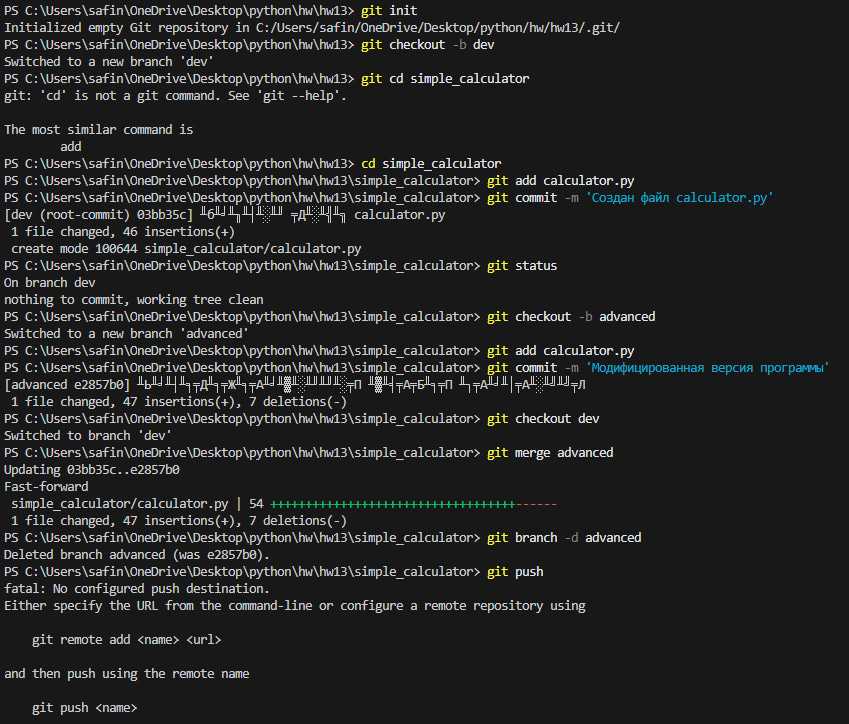 PS C:\Users\safin\OneDrive\Desktop\python\hw\hw13> git init
Initialized empty Git repository in C:/Users/safin/OneDrive/Desktop/python/hw/hw13/.git/
PS C:\Users\safin\OneDrive\Desktop\python\hw\hw13> git checkout -b dev
Switched to a new branch 'dev'
PS C:\Users\safin\OneDrive\Desktop\python\hw\hw13> git cd simple_calculator
git: 'cd' is not a git command. See 'git --help'.

The most similar command is
        add
PS C:\Users\safin\OneDrive\Desktop\python\hw\hw13> cd simple_calculator
PS C:\Users\safin\OneDrive\Desktop\python\hw\hw13\simple_calculator> git add calculator.py
PS C:\Users\safin\OneDrive\Desktop\python\hw\hw13\simple_calculator> git commit -m 'Создан файл calculator.py'
[dev (root-commit) 03bb35c] calculator.py
 1 file changed, 46 insertions(+)
 create mode 100644 simple_calculator/calculator.py
PS C:\Users\safin\OneDrive\Desktop\python\hw\hw13\simple_calculator> git status
On branch dev
nothing to commit, working tree clean
PS C:\Users\safin\OneDrive\Desktop\python\hw\hw13\simple_calculator> git checkout -b advanced
Switched to a new branch 'advanced'
PS C:\Users\safin\OneDrive\Desktop\python\hw\hw13\simple_calculator> git add calculator.py
PS C:\Users\safin\OneDrive\Desktop\python\hw\hw13\simple_calculator> git commit -m 'Модифицированная версия программы'
[advanced e2857b0]
 1 file changed, 47 insertions(+), 7 deletions(-)
PS C:\Users\safin\OneDrive\Desktop\python\hw\hw13\simple_calculator> git checkout dev
Switched to branch 'dev'
PS C:\Users\safin\OneDrive\Desktop\python\hw\hw13\simple_calculator> git merge advanced
Updating 03bb35c..e2857b0
Fast-forward
 simple_calculator/calculator.py | 54 +++++++++++++++++++++++++++++++++++------
 1 file changed, 47 insertions(+), 7 deletions(-)
PS C:\Users\safin\OneDrive\Desktop\python\hw\hw13\simple_calculator> git branch -d advanced
Deleted branch advanced (was e2857b0).
PS C:\Users\safin\OneDrive\Desktop\python\hw\hw13\simple_calculator> git push
fatal: No configured push destination.
Either specify the URL from the command-line or configure a remote repository using

    git remote add <name> <url>

and then push using the remote name

    git push <name>